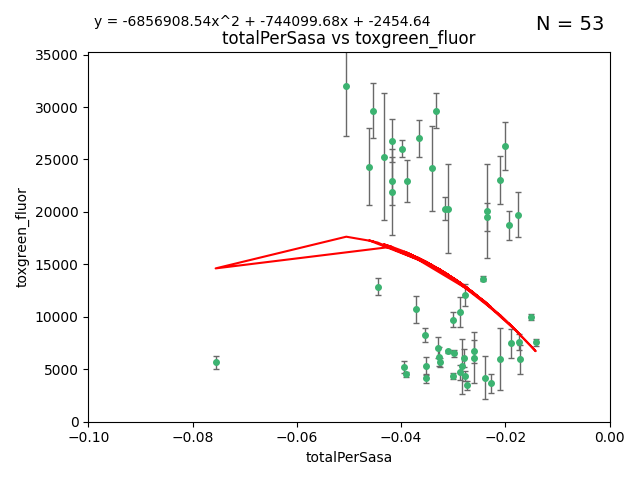 y = -6856908.54x^2 + -744099.68x + -2454.64
N = 53
totalPerSasa vs toxgreen_fluor
toxgreen_fluor
35000
30000
25000
20000
15000
10000
5000
0
−0.10
−0.08
−0.06
−0.04
−0.02
0.00
totalPerSasa